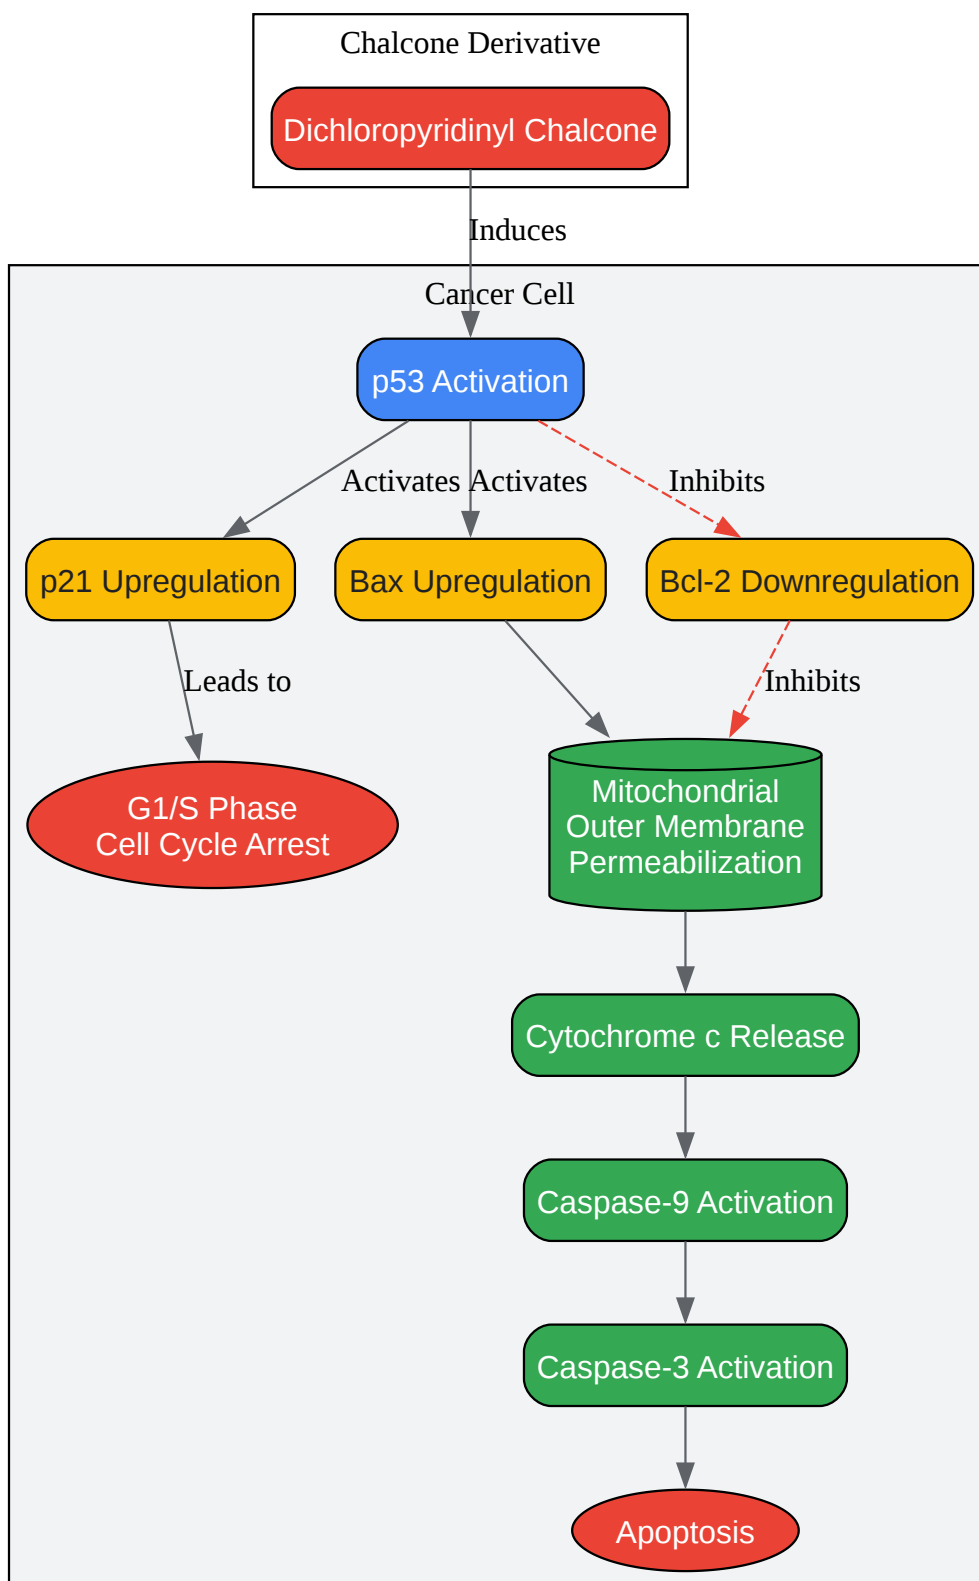 Chalcone Derivative
Dichloropyridinyl Chalcone
Induces
Cancer Cell
p53 Activation
Activates
Activates
Inhibits
p21 Upregulation
Bax Upregulation
Bcl-2 Downregulation
Leads to
Inhibits
G1/S Phase
Cell Cycle Arrest
Mitochondrial
Outer Membrane
Permeabilization
Cytochrome c Release
Caspase-9 Activation
Caspase-3 Activation
Apoptosis